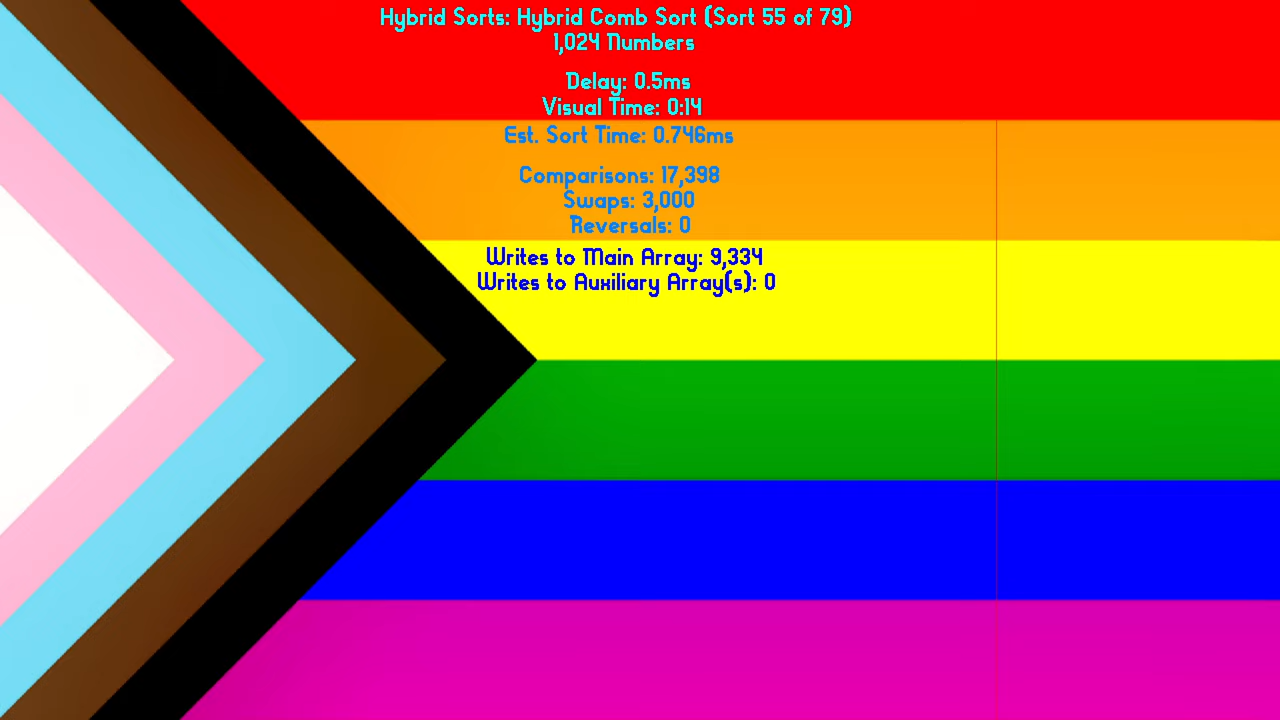 Hybrid Sorts: Hybrid Comb Sort (Sort 55 of 79)
1,024 Numbers
Delay: 0.5ms
Visual Time: 0:14
Est. Sort Time: 0.746ms
Comparisons: 17,398
Swaps: 3,000
Reversals: 0
Writes to Main Array: 9,334
Writes to Auxiliary Array(s): 0